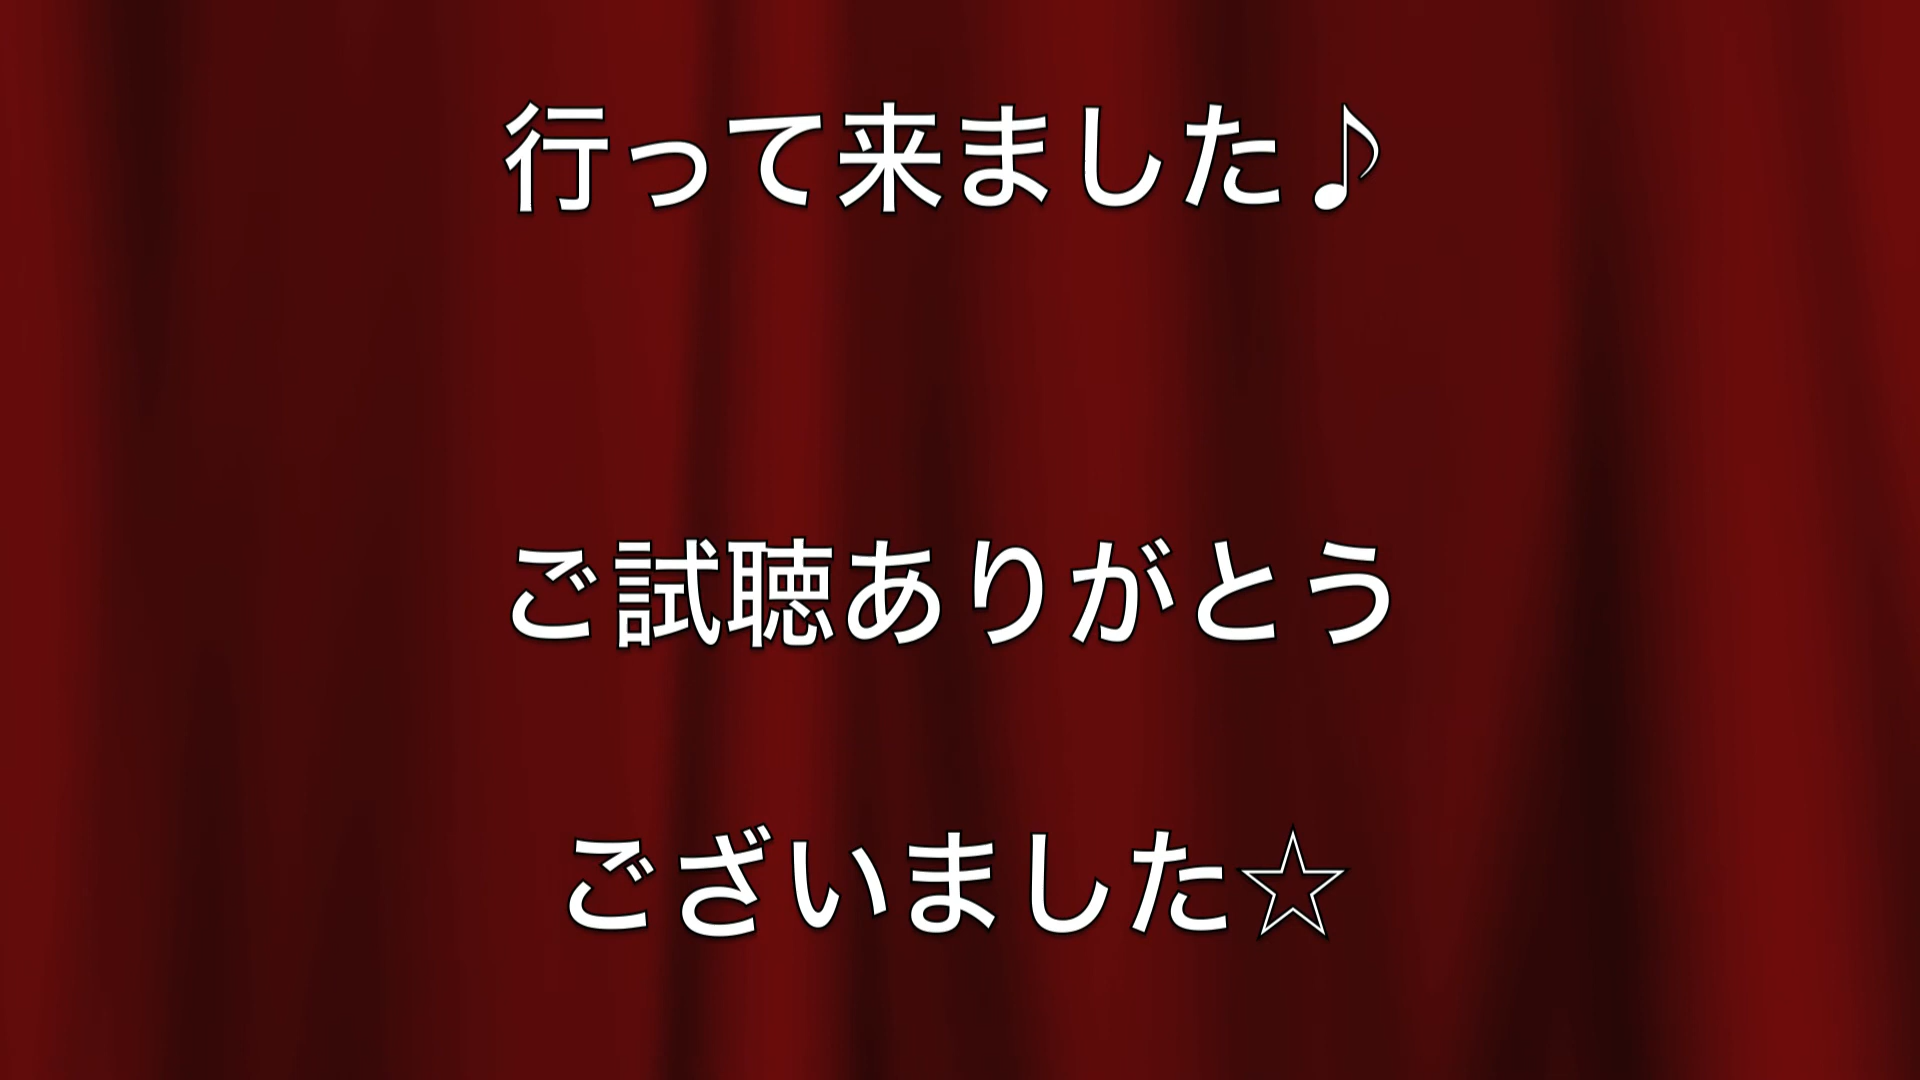 行って来ました♪
ご試聴ありがとう
ございました☆